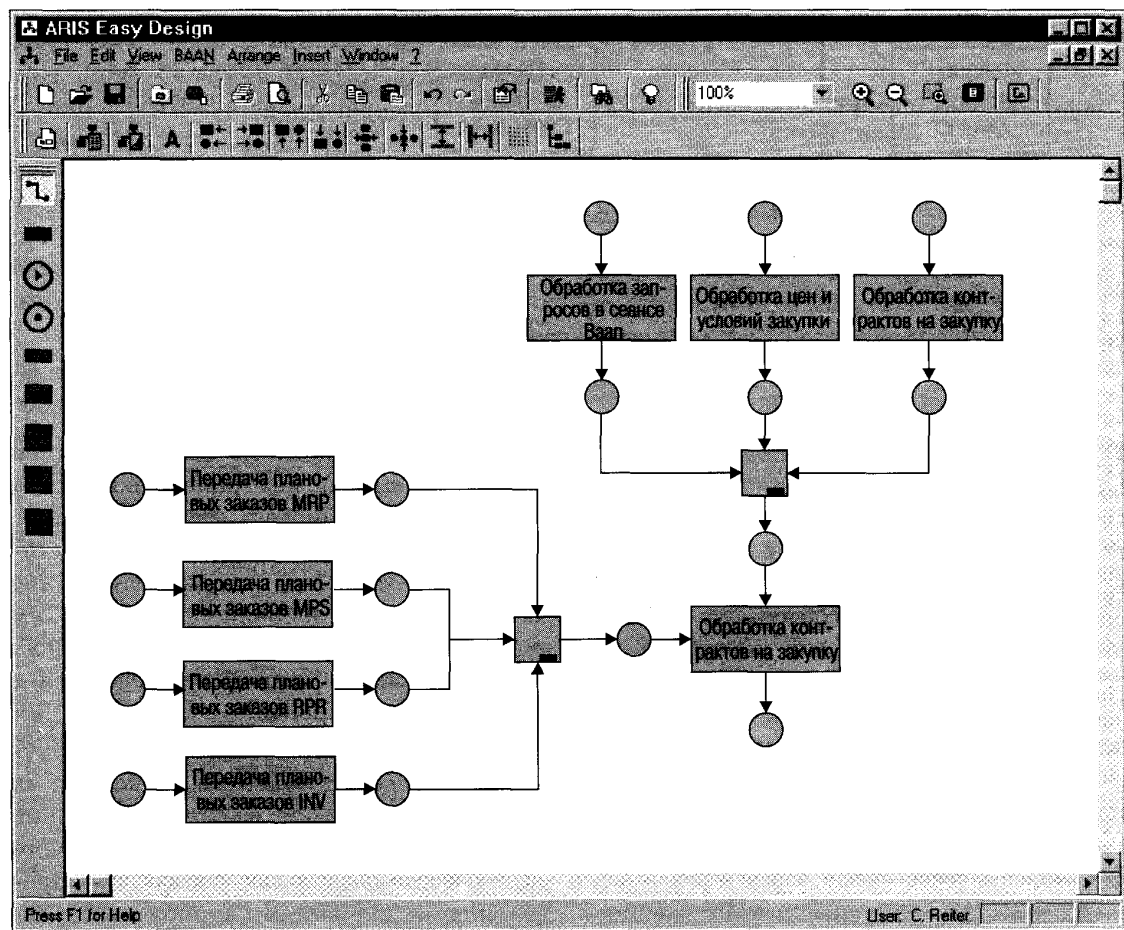 ARIS Easy Design
File Edit View BAAN Arrange Insert Window ?
100%
Обработка зап-
росов в сеансе
Baan
Обработка цен и
условий закупки
Обработка конт-
рактов на закупку
Передача плано-
вых заказов MRP
Передача плано-
вых заказов MPS
Передача плано-
вых заказов RPR
Передача плано-
вых заказов INV
Обработка конт-
рактов на закупку
Press F1 for Help
User: C. Reiter